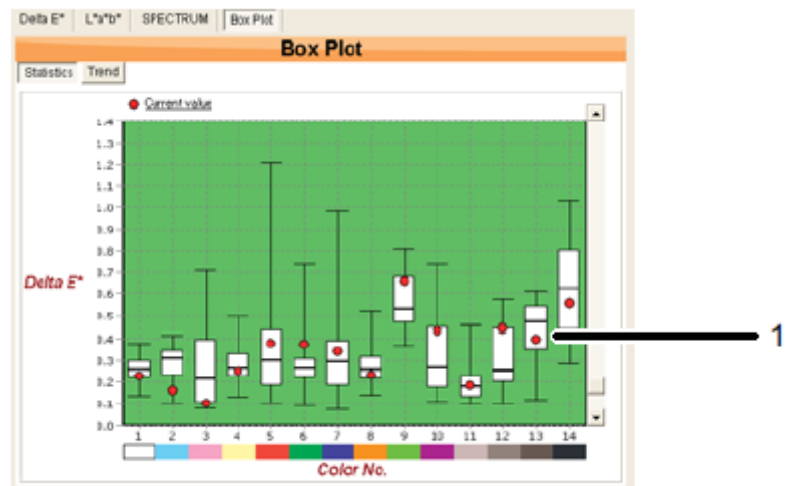 Delta E* L*a*b* SPECTRUM Box Plot
Box Plot
Statistics Trend
Current value
1.4
1.3
1.2
1.1
1.0
0.9
0.8
0.7
0.6
0.5
0.4
0.3
0.2
0.1
0.0
Delta E*
1
1 2 3 4 5 6 7 8 9 10 11 12 13 14
Color No.